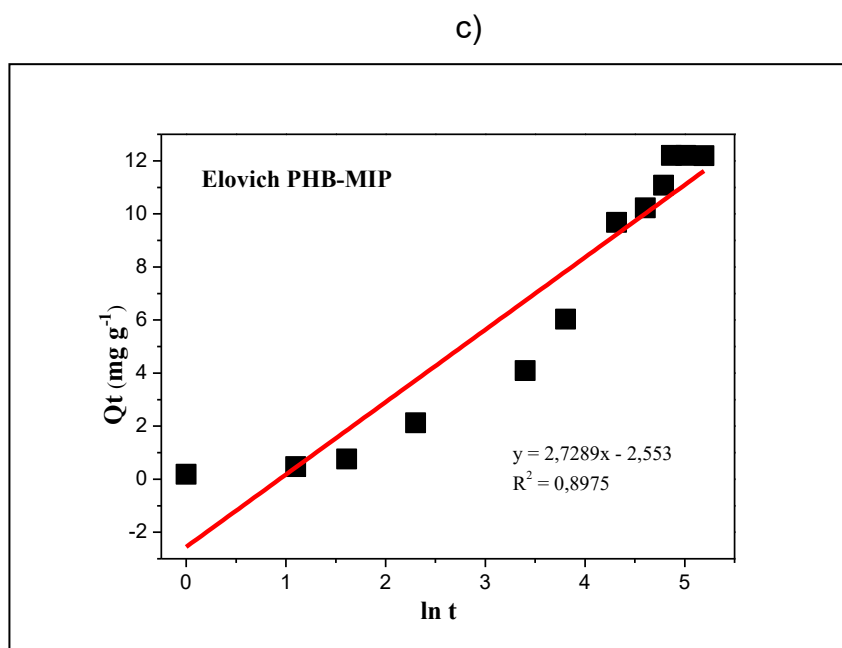 c)
Elovich PHB-MIP
12
10
8
6
4
2
0
-2
Qt (mg g⁻¹)
y = 2,7289x - 2,553
R² = 0,8975
0 1 2 3 4 5
ln t